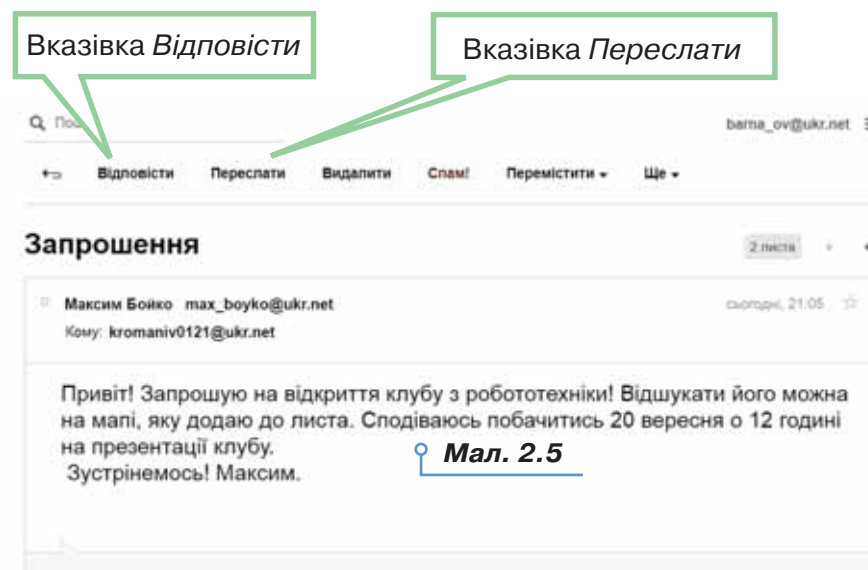 Вказівка Відповісти
Вказівка Переслати
barna_ov@ukr.net
Відповісти Переслати Видалити Спам! Перемістити Ще
Запрошення
2 листа
Максим Бойко max_boyko@ukr.net
сьогодні, 21:05
Кому: kromaniv0121@ukr.net
Привіт! Запрошую на відкриття клубу з робототехніки! Відшукати його можна
на мапі, яку додаю до листа. Сподіваюсь побачитись 20 вересня о 12 годині
на презентації клубу.
Зустрінемось! Максим.
Мал. 2.5